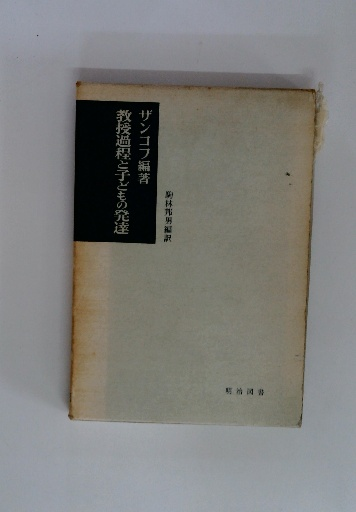 ザンコフ編著
教授過程と子どもの発達
駒林邦男編訳
明治図書